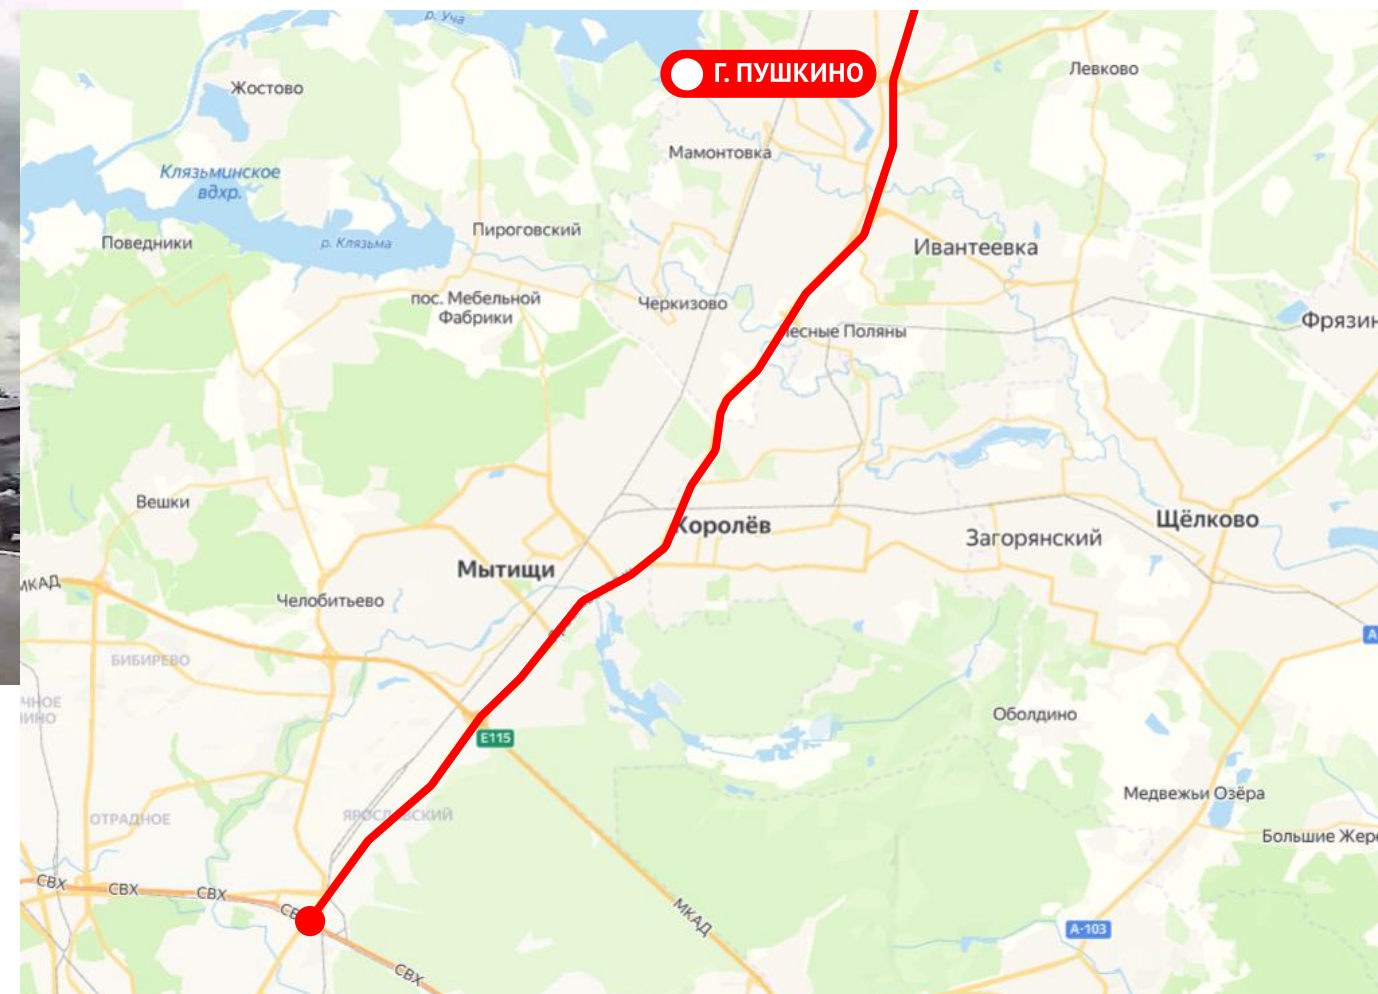 р. Уча
Г. ПУШКИНО
Левково
Жостово
Мамонтовка
Клязьминское
вдхр.
Пироговский
Поведники
р. Клязьма
Ивантеевка
пос. Мебельной
Фабрики
Черкизово
Фрязин
Лесные Поляны
Вешки
Королёв
Щёлково
Загорянский
Мытищи
МКАД
Челобитьево
БИБИРЕВО
Оболдино
E115
Медвежьи Озёра
ЯРОСЛАВСКИЙ
ОТРАДНОЕ
Большие Жер
СВХ
СВХ
СВХ
МКАД
А-103
СВХ